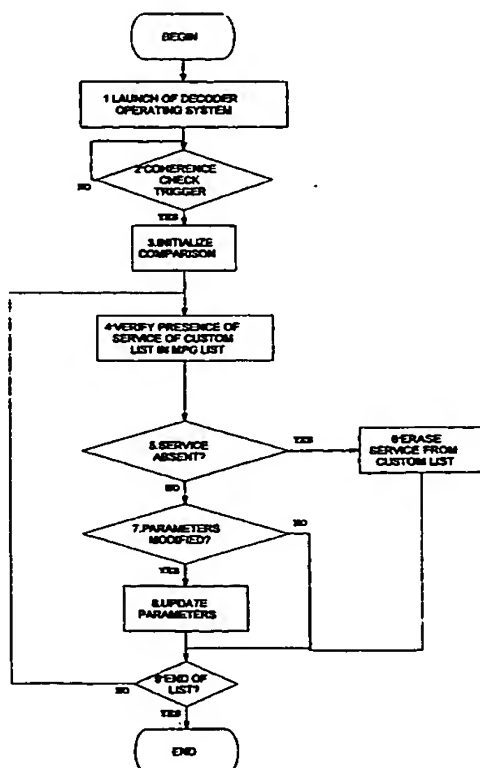 BEGIN
1.LAUNCH OF DECODER
OPERATING SYSTEM
2°COHERENCE
CHECK
TRIGGER
NO
YES
3.INITIALIZE
COMPARISON
4°VERIFY PRESENCE OF
SERVICE OF CUSTOM
LIST IN MPG LIST
5.SERVICE
ABSENT?
YES
6°ERASE
SERVICE FROM
CUSTOM LIST
NO
7.PARAMETERS
MODIFIED?
NO
YES
8.UPDATE
PARAMETERS
9°END OF
LIST?
NO
YES
END